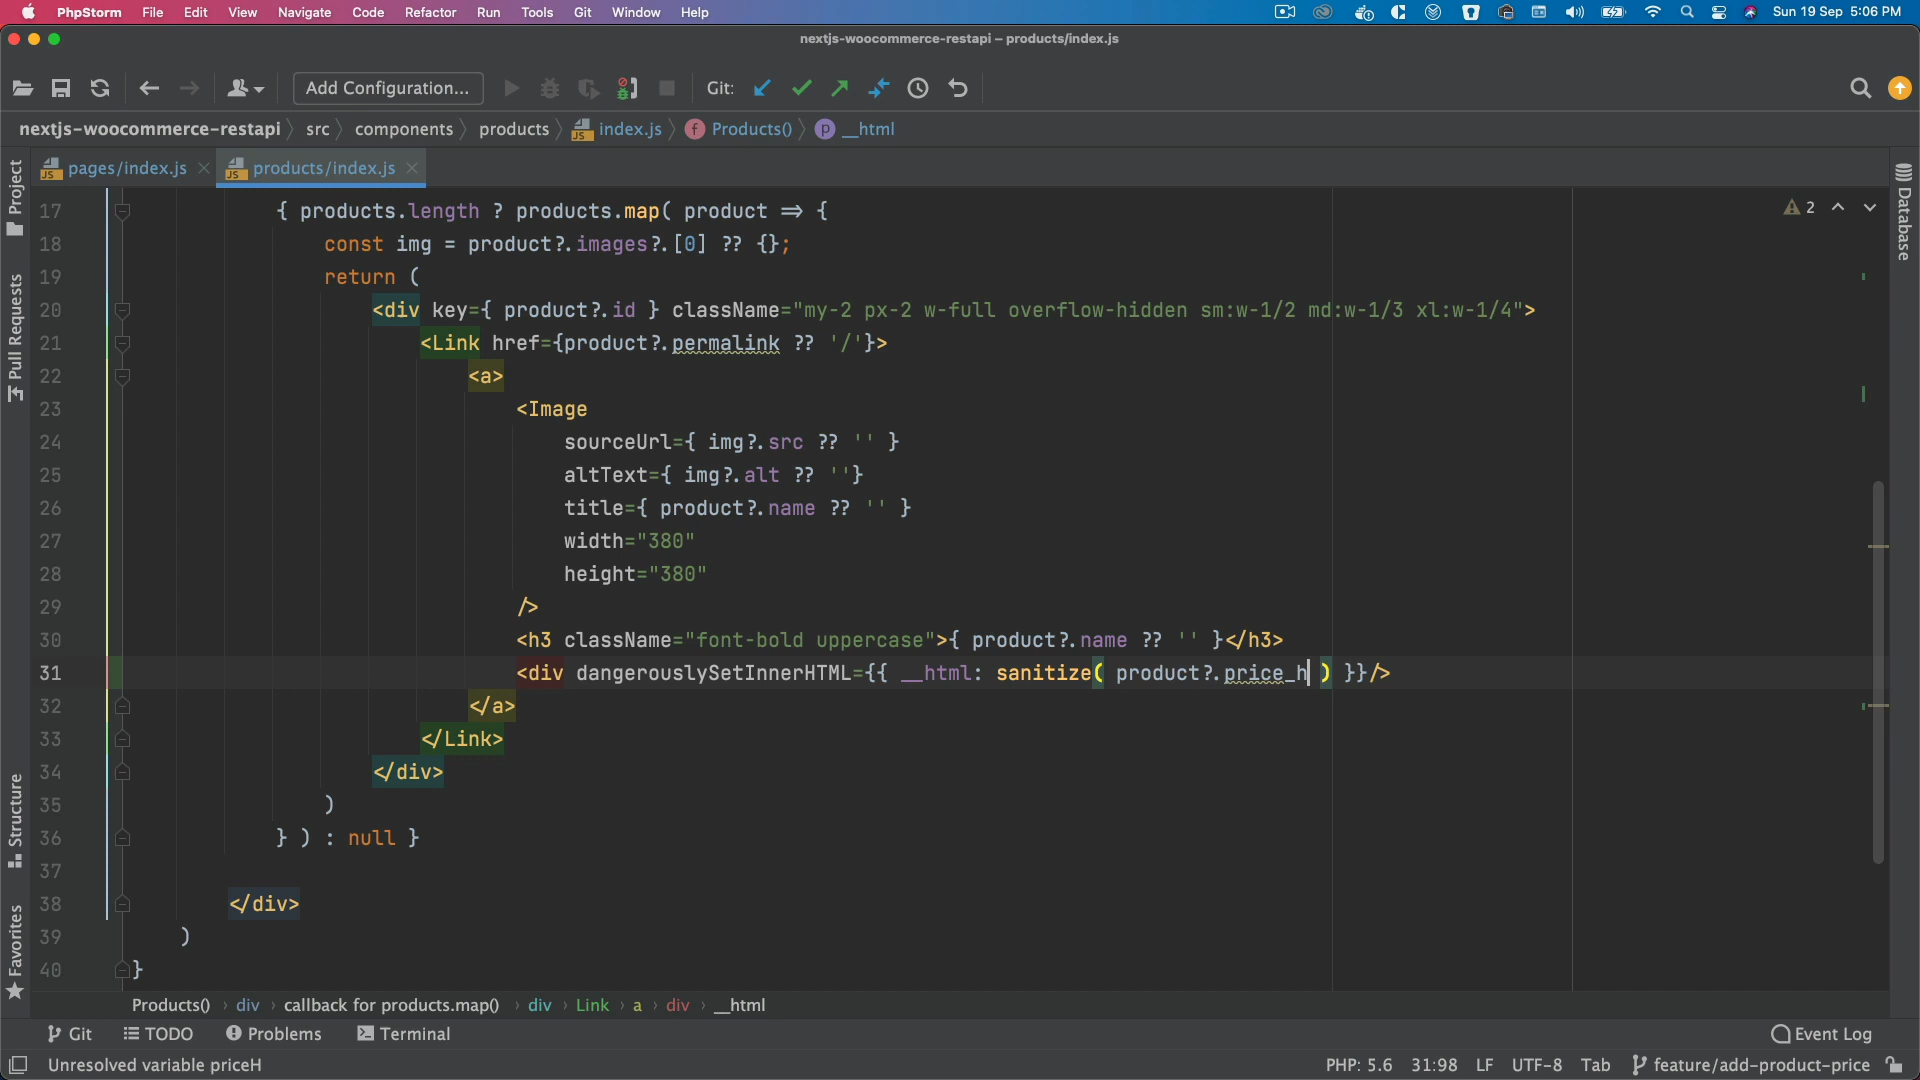 PhpStorm File Edit View Navigate Code Refactor Run Tools Git Window Help Sun 19 Sep 5:06 PM
nextjs-woocommerce-restapi – products/index.js
Add Configuration... Git:
nextjs-woocommerce-restapi src components products index.js Products() __html
pages/index.js products/index.js
Project
Pull Requests
Structure
Favorites
Database
2
17 { products.length ? products.map( product => {
18 const img = product?.images?.[0] ?? {};
19 return (
20 <div key={ product?.id } className="my-2 px-2 w-full overflow-hidden sm:w-1/2 md:w-1/3 xl:w-1/4">
21 <Link href={product?.permalink ?? '/'}>
22 <a>
23 <Image
24 sourceUrl={ img?.src ?? '' }
25 altText={ img?.alt ?? ''}
26 title={ product?.name ?? '' }
27 width="380"
28 height="380"
29 />
30 <h3 className="font-bold uppercase">{ product?.name ?? '' }</h3>
31 <div dangerouslySetInnerHTML={{ __html: sanitize( product?.price_h ) }}/>
32 </a>
33 </Link>
34 </div>
35 )
36 } ) : null }
37
38 </div>
39 )
40 }
Products() › div › callback for products.map() › div › Link › a › div › __html
Git TODO Problems Terminal Event Log
Unresolved variable priceH PHP: 5.6 31:98 LF UTF-8 Tab feature/add-product-price